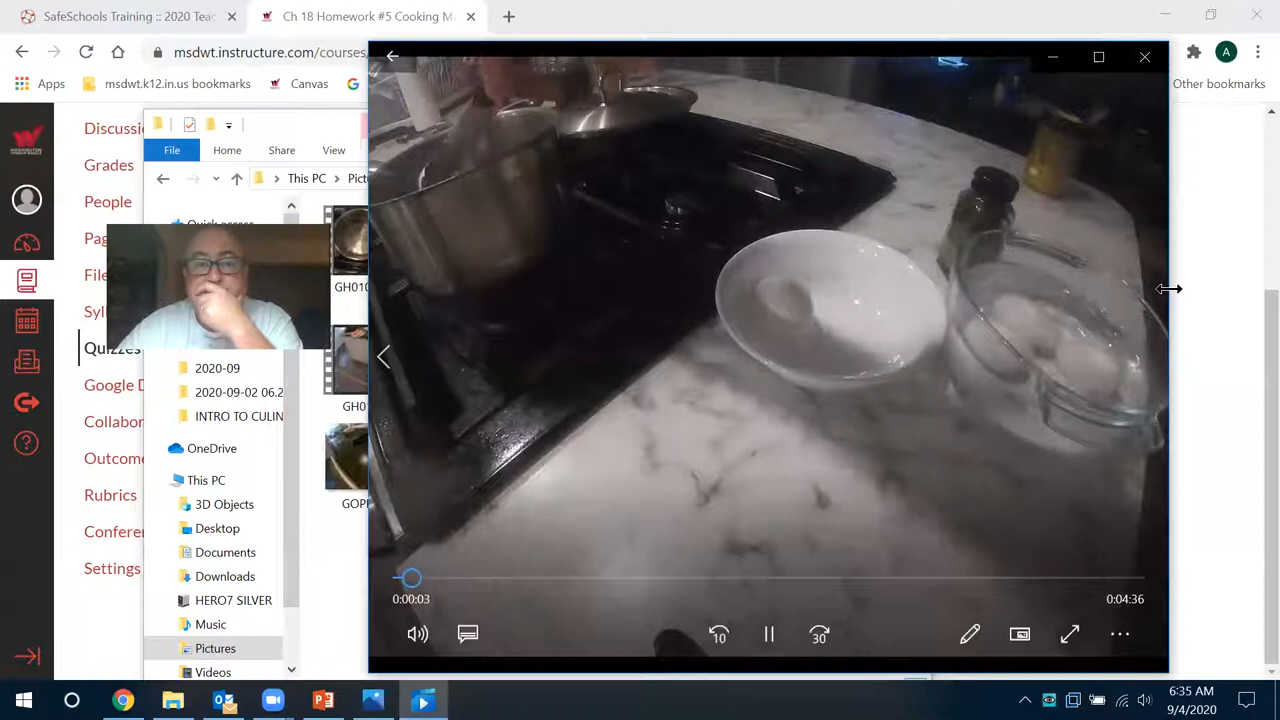 SafeSchools Training :: 2020 Tea
Ch 18 Homework #5 Cooking M
msdwt.instructure.com/courses/
A
Apps
msdwt.k12.in.us bookmarks
Canvas
Other bookmarks
Discussi
Grades
People
Pag
File
Syl
Quizzes
Google D
Collabor
Outcome
Rubrics
Conferen
Settings
File
Home
Share
View
This PC
Pict
Quick access
2020-09
2020-09-02 06.2
INTRO TO CULIN
OneDrive
This PC
3D Objects
Desktop
Documents
Downloads
HERO7 SILVER
Music
Pictures
Videos
GH010
GH01
GOPR
0:00:03
0:04:36
10
30
6:35 AM
9/4/2020